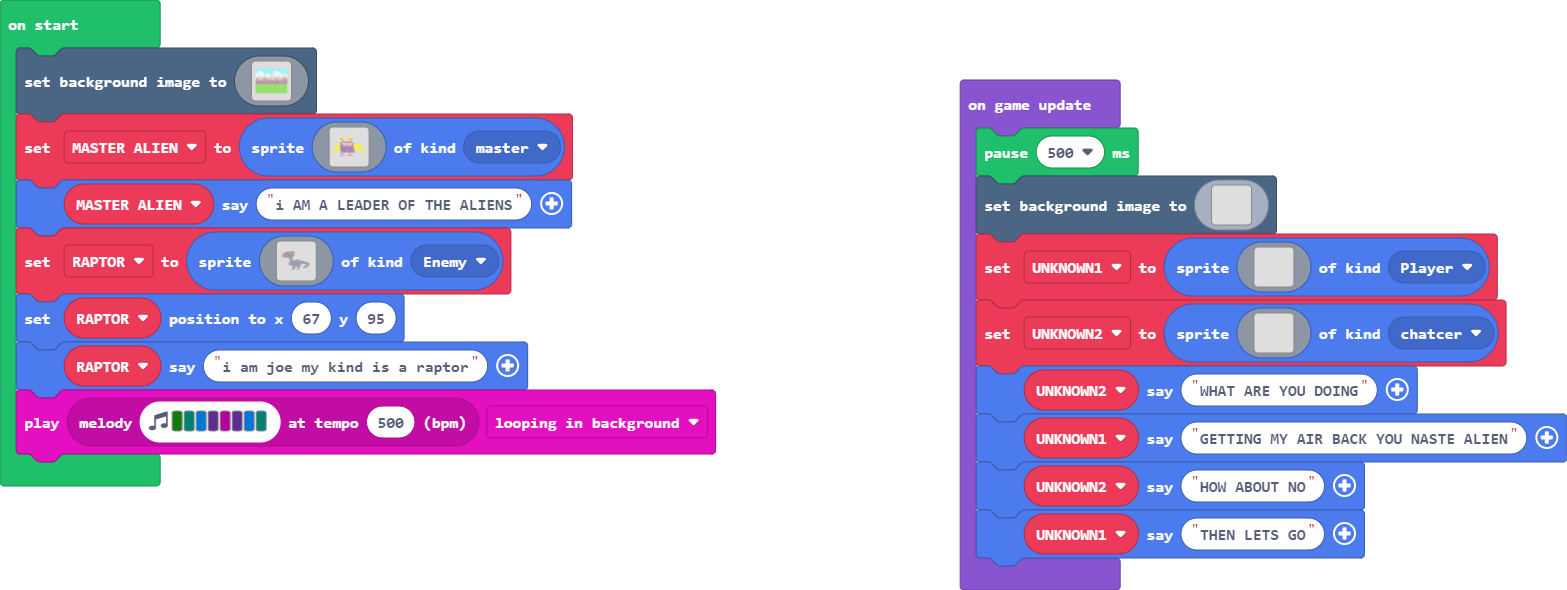 on start
set background image to
set MASTER ALIEN to sprite of kind master
MASTER ALIEN say "i AM A LEADER OF THE ALIENS"
set RAPTOR to sprite of kind Enemy
set RAPTOR position to x 67 y 95
RAPTOR say "i am joe my kind is a raptor"
play melody at tempo 500 (bpm) looping in background
on game update
pause 500 ms
set background image to
set UNKNOWN1 to sprite of kind Player
set UNKNOWN2 to sprite of kind chatcer
UNKNOWN2 say "WHAT ARE YOU DOING"
UNKNOWN1 say "GETTING MY AIR BACK YOU NASTE ALIEN"
UNKNOWN2 say "HOW ABOUT NO"
UNKNOWN1 say "THEN LETS GO"